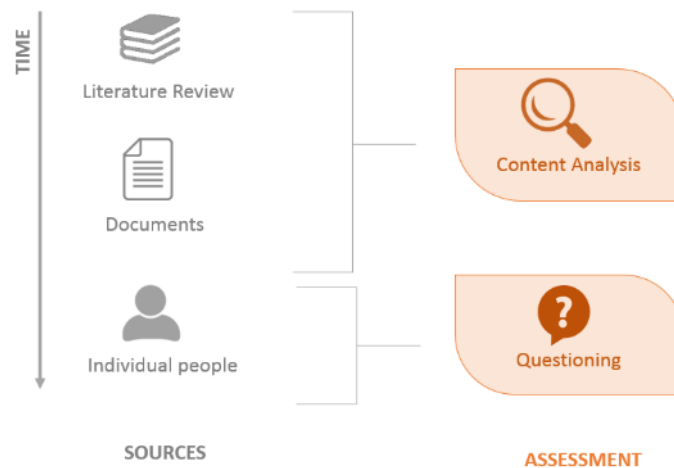 TIME
Literature Review
Content Analysis
Documents
?
Individual people
Questioning
SOURCES
ASSESSMENT